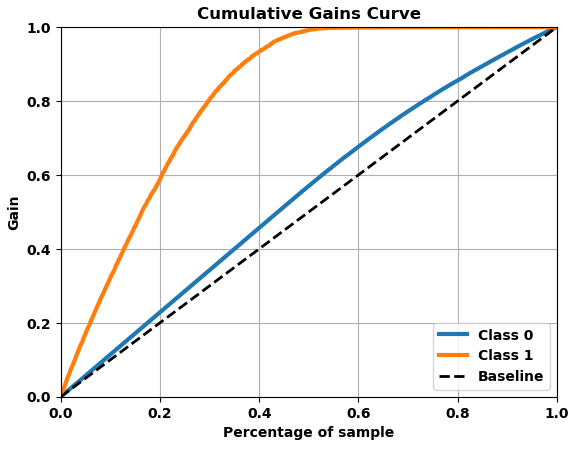 Cumulative Gains Curve
1.0
0.8
0.6
0.4
0.2
0.0
Gain
0.0 0.2 0.4 0.6 0.8 1.0
Percentage of sample
Class 0
Class 1
Baseline